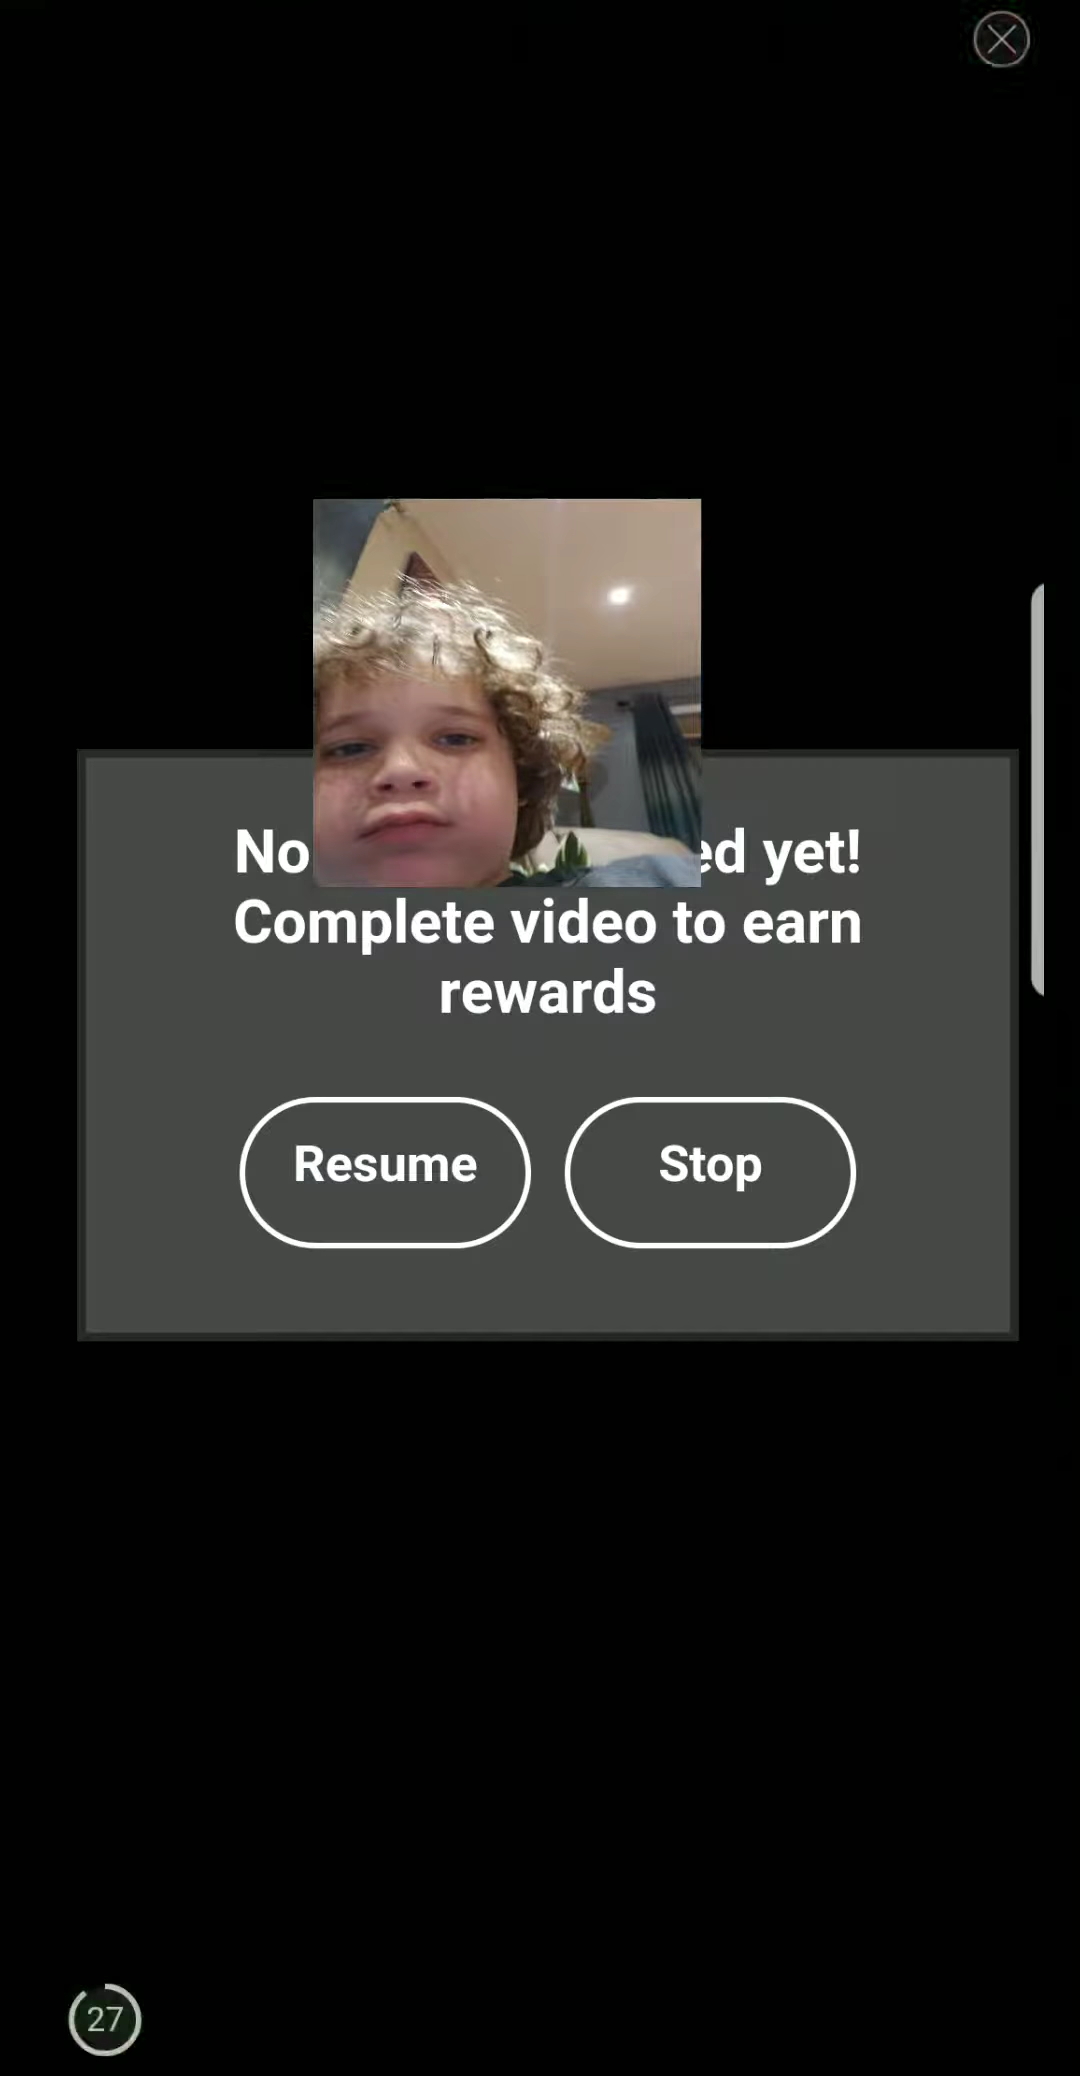 No ed yet!
Complete video to earn
rewards
Resume
Stop
27